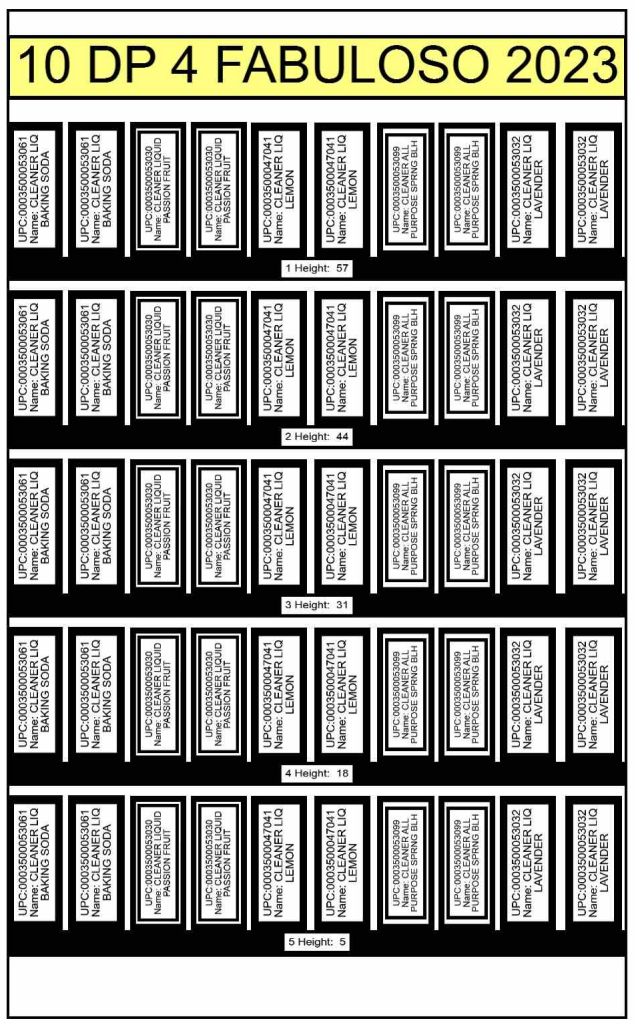 10 DP 4 FABULOSO 2023
UPC:0003500053061
Name: CLEANER LIQ
BAKING SODA
UPC:0003500053061
Name: CLEANER LIQ
BAKING SODA
UPC:0003500053030
Name: CLEANER LIQUID
PASSION FRUIT
UPC:0003500053030
Name: CLEANER LIQUID
PASSION FRUIT
UPC:0003500047041
Name: CLEANER LIQ
LEMON
UPC:0003500047041
Name: CLEANER LIQ
LEMON
UPC:0003500053099
Name: CLEANER ALL
PURPOSE SPRNG BLH
UPC:0003500053099
Name: CLEANER ALL
PURPOSE SPRNG BLH
UPC:0003500053032
Name: CLEANER LIQ
LAVENDER
UPC:0003500053032
Name: CLEANER LIQ
LAVENDER
1 Height: 57
UPC:0003500053061
Name: CLEANER LIQ
BAKING SODA
UPC:0003500053061
Name: CLEANER LIQ
BAKING SODA
UPC:0003500053030
Name: CLEANER LIQUID
PASSION FRUIT
UPC:0003500053030
Name: CLEANER LIQUID
PASSION FRUIT
UPC:0003500047041
Name: CLEANER LIQ
LEMON
UPC:0003500047041
Name: CLEANER LIQ
LEMON
UPC:0003500053099
Name: CLEANER ALL
PURPOSE SPRNG BLH
UPC:0003500053099
Name: CLEANER ALL
PURPOSE SPRNG BLH
UPC:0003500053032
Name: CLEANER LIQ
LAVENDER
UPC:0003500053032
Name: CLEANER LIQ
LAVENDER
2 Height: 44
UPC:0003500053061
Name: CLEANER LIQ
BAKING SODA
UPC:0003500053061
Name: CLEANER LIQ
BAKING SODA
UPC:0003500053030
Name: CLEANER LIQUID
PASSION FRUIT
UPC:0003500053030
Name: CLEANER LIQUID
PASSION FRUIT
UPC:0003500047041
Name: CLEANER LIQ
LEMON
UPC:0003500047041
Name: CLEANER LIQ
LEMON
UPC:0003500053099
Name: CLEANER ALL
PURPOSE SPRNG BLH
UPC:0003500053099
Name: CLEANER ALL
PURPOSE SPRNG BLH
UPC:0003500053032
Name: CLEANER LIQ
LAVENDER
UPC:0003500053032
Name: CLEANER LIQ
LAVENDER
3 Height: 31
UPC:0003500053061
Name: CLEANER LIQ
BAKING SODA
UPC:0003500053061
Name: CLEANER LIQ
BAKING SODA
UPC:0003500053030
Name: CLEANER LIQUID
PASSION FRUIT
UPC:0003500053030
Name: CLEANER LIQUID
PASSION FRUIT
UPC:0003500047041
Name: CLEANER LIQ
LEMON
UPC:0003500047041
Name: CLEANER LIQ
LEMON
UPC:0003500053099
Name: CLEANER ALL
PURPOSE SPRNG BLH
UPC:0003500053099
Name: CLEANER ALL
PURPOSE SPRNG BLH
UPC:0003500053032
Name: CLEANER LIQ
LAVENDER
UPC:0003500053032
Name: CLEANER LIQ
LAVENDER
4 Height: 18
UPC:0003500053061
Name: CLEANER LIQ
BAKING SODA
UPC:0003500053061
Name: CLEANER LIQ
BAKING SODA
UPC:0003500053030
Name: CLEANER LIQUID
PASSION FRUIT
UPC:0003500053030
Name: CLEANER LIQUID
PASSION FRUIT
UPC:0003500047041
Name: CLEANER LIQ
LEMON
UPC:0003500047041
Name: CLEANER LIQ
LEMON
UPC:0003500053099
Name: CLEANER ALL
PURPOSE SPRNG BLH
UPC:0003500053099
Name: CLEANER ALL
PURPOSE SPRNG BLH
UPC:0003500053032
Name: CLEANER LIQ
LAVENDER
UPC:0003500053032
Name: CLEANER LIQ
LAVENDER
5 Height: 5